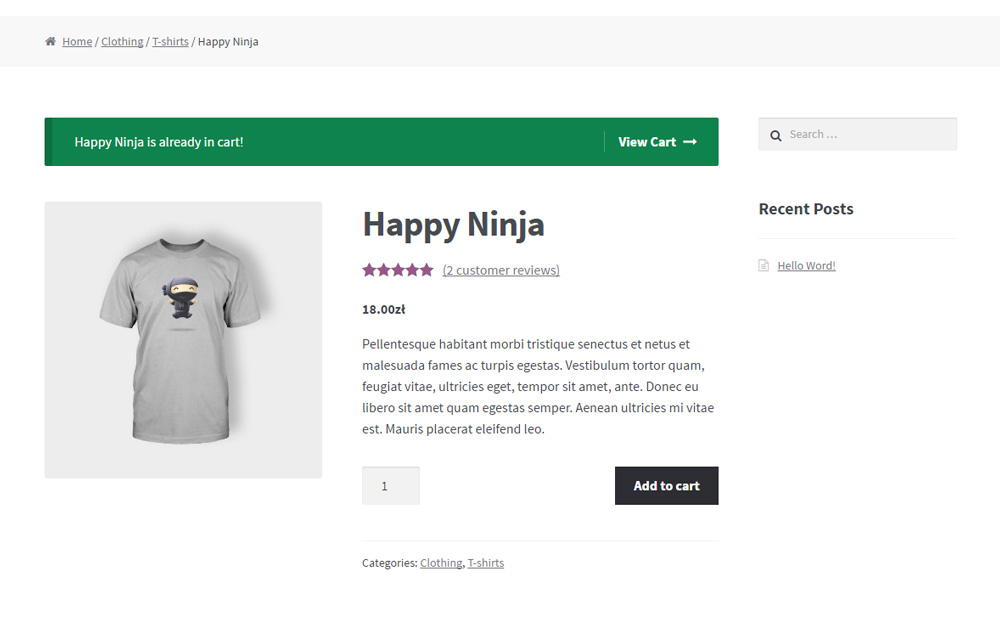 Home / Clothing / T-shirts / Happy Ninja
Happy Ninja is already in cart!
View Cart →
Search …
Happy Ninja
(2 customer reviews)
18.00zł
Pellentesque habitant morbi tristique senectus et netus et
malesuada fames ac turpis egestas. Vestibulum tortor quam,
feugiat vitae, ultricies eget, tempor sit amet, ante. Donec eu
libero sit amet quam egestas semper. Aenean ultricies mi vitae
est. Mauris placerat eleifend leo.
1
Add to cart
Categories: Clothing, T-shirts
Recent Posts
Hello Word!